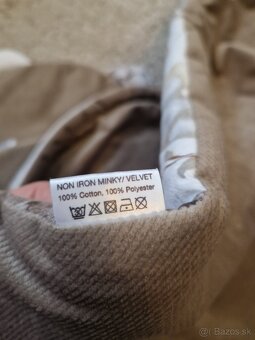 NON IRON MINKY/ VELVET
100% Cotton, 100% Polyester
Bazos.sk